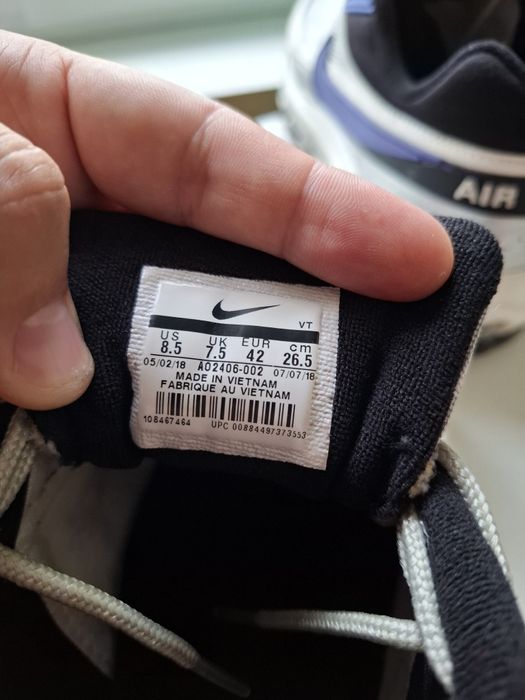 VT
US UK EUR cm
8.5 7.5 42 26.5
05/02/18 AO2406-002 07/07/18
MADE IN VIETNAM
FABRIQUE AU VIETNAM
108467464 UPC 00884497373553
AIR